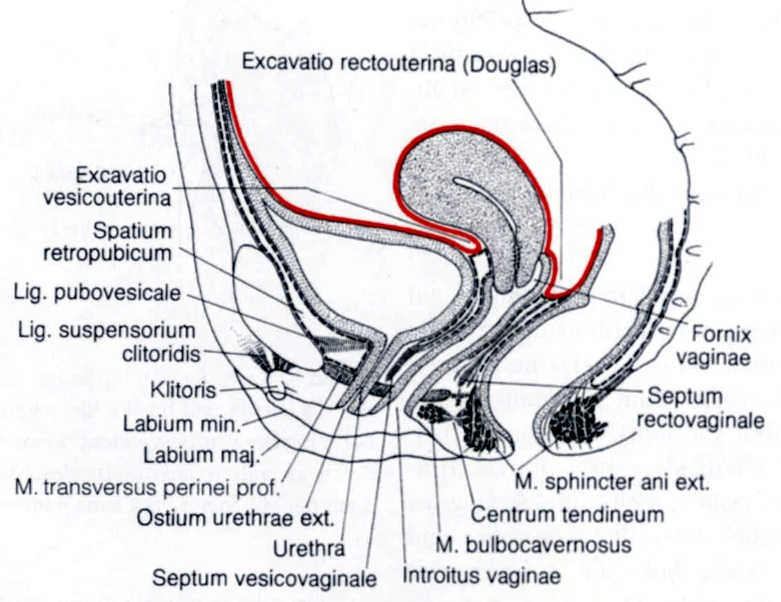 Excavatio rectouterina (Douglas)
Excavatio
vesicouterina
Spatium
retropubicum
Lig. pubovesicale
Lig. suspensorium
clitoridis
Klitoris
Labium min.
Labium maj.
M. transversus perinei prof.
Ostium urethrae ext.
Urethra
Septum vesicovaginale
Fornix
vaginae
Septum
rectovaginale
M. sphincter ani ext.
Centrum tendineum
M. bulbocavernosus
Introitus vaginae